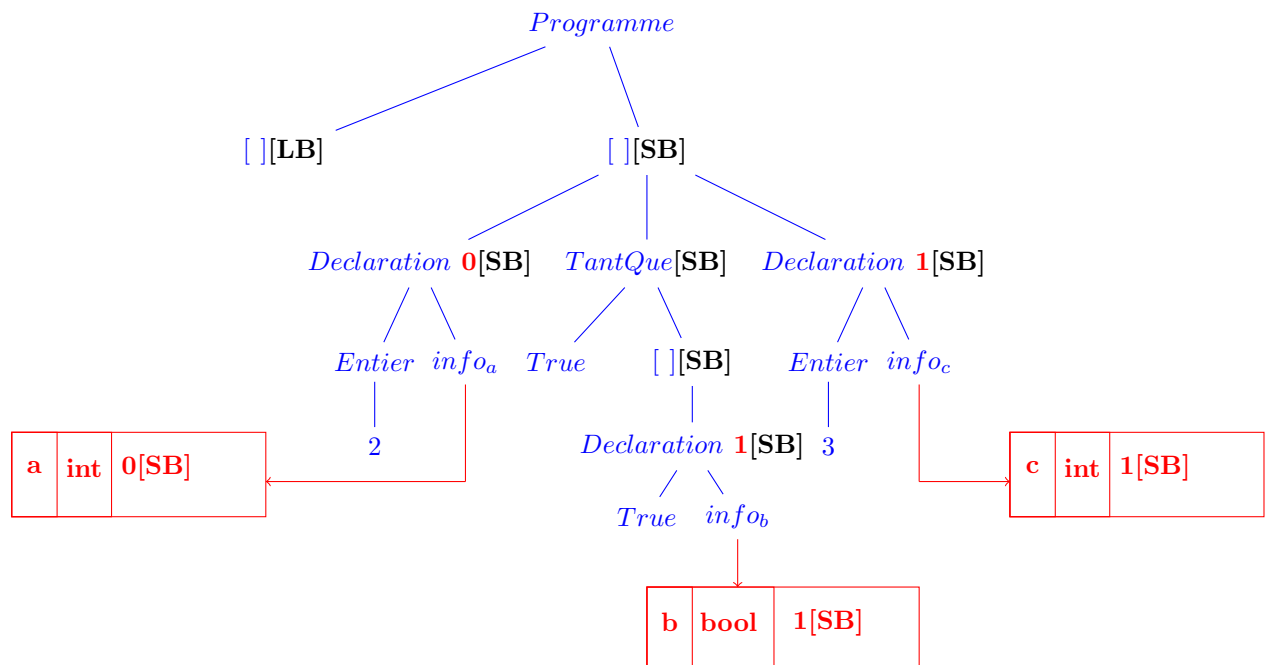 Programme
[ ][LB] [ ][SB]
Declaration 0[SB] TantQue[SB] Declaration 1[SB]
Entier info_a True [ ][SB] Entier info_c
2 Declaration 1[SB] 3
a int 0[SB] c int 1[SB]
True info_b
b bool 1[SB]